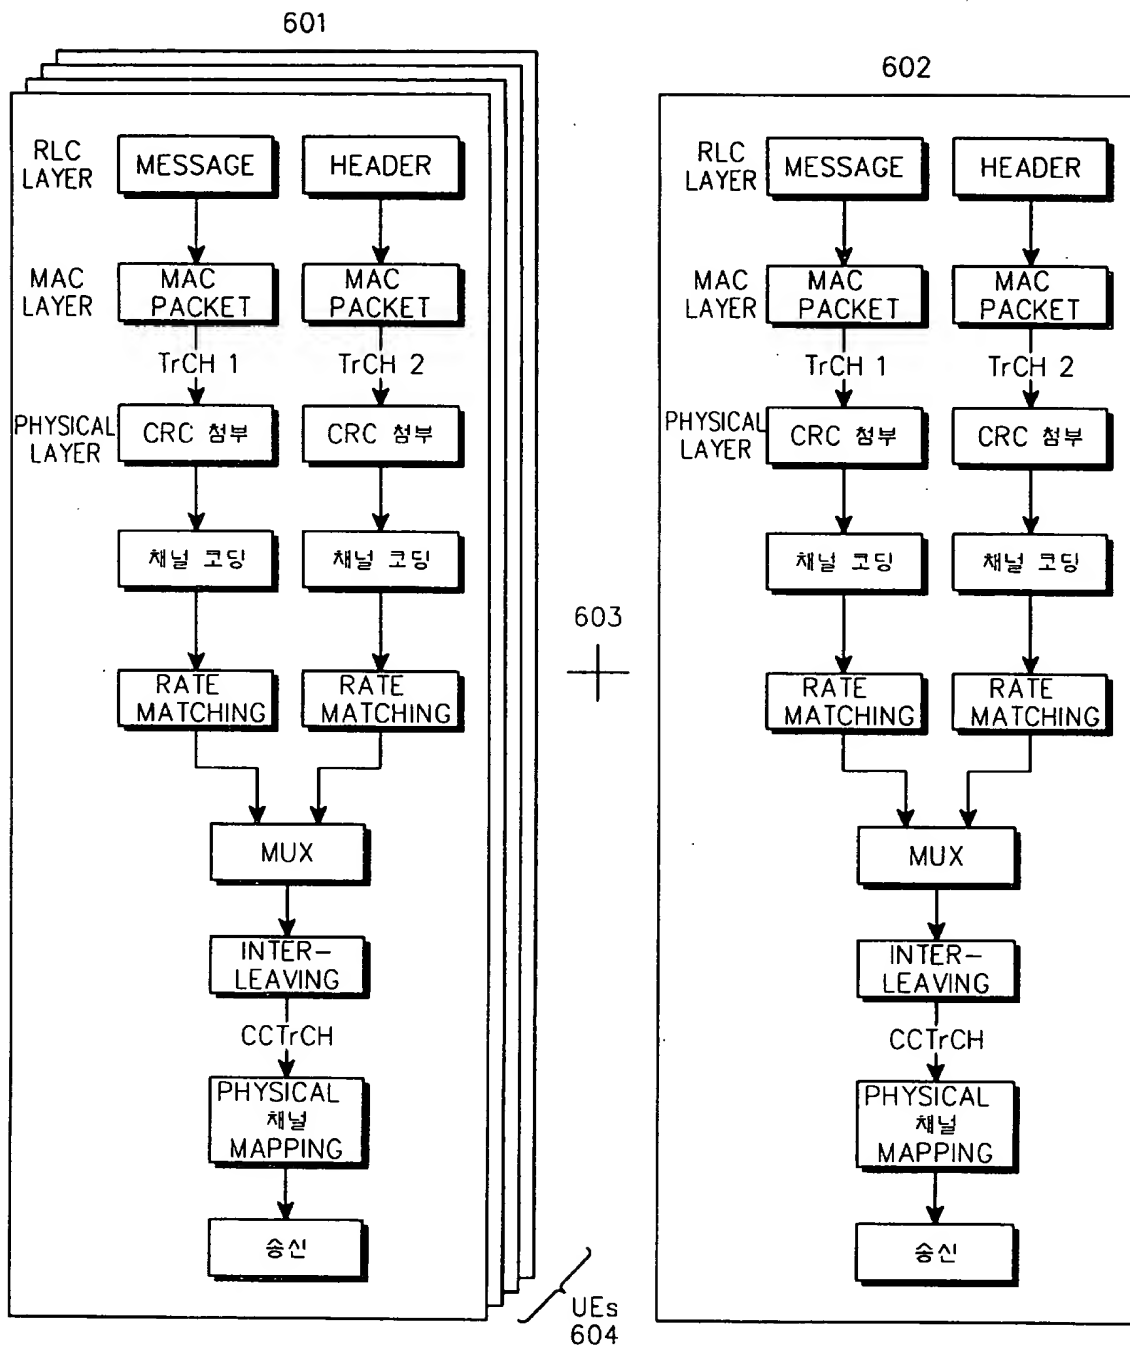 601
RLC
LAYER
MESSAGE
HEADER
MAC
LAYER
MAC
PACKET
MAC
PACKET
TrCH 1
TrCH 2
PHYSICAL
LAYER
CRC 첨부
CRC 첨부
채널 코딩
채널 코딩
RATE
MATCHING
RATE
MATCHING
MUX
INTER-
LEAVING
CCTrCH
PHYSICAL
채널
MAPPING
송신
603
UEs
604
602
RLC
LAYER
MESSAGE
HEADER
MAC
LAYER
MAC
PACKET
MAC
PACKET
TrCH 1
TrCH 2
PHYSICAL
LAYER
CRC 첨부
CRC 첨부
채널 코딩
채널 코딩
RATE
MATCHING
RATE
MATCHING
MUX
INTER-
LEAVING
CCTrCH
PHYSICAL
채널
MAPPING
송신